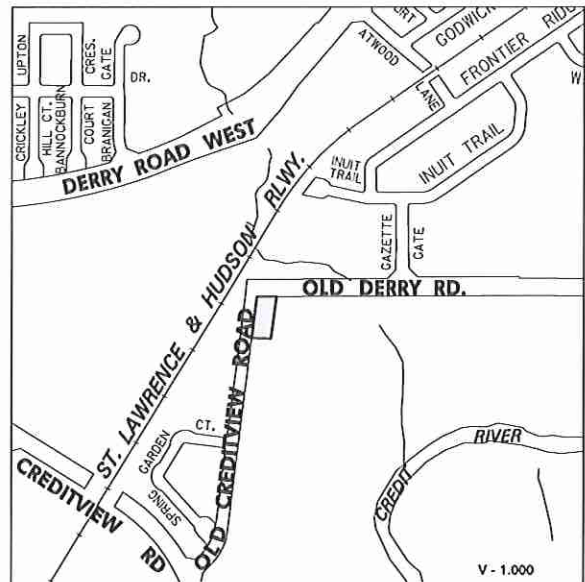 UPTON
CRES.
GATE
DR.
CRICKLEY
HILL CT.
BANNOCKBURN
COURT
BRANIGAN
DERRY ROAD WEST
ATWOOD
LANE
GODWICK
FRONTIER RIDG
W
INUIT
TRAIL
INUIT TRAIL
GAZETTE
GATE
OLD DERRY RD.
ST. LAWRENCE & HUDSON RLWY.
OLD CREDITVIEW ROAD
SPRING
GARDEN
CT.
CREDITVIEW
RD
CREDIT
RIVER
V - 1.000